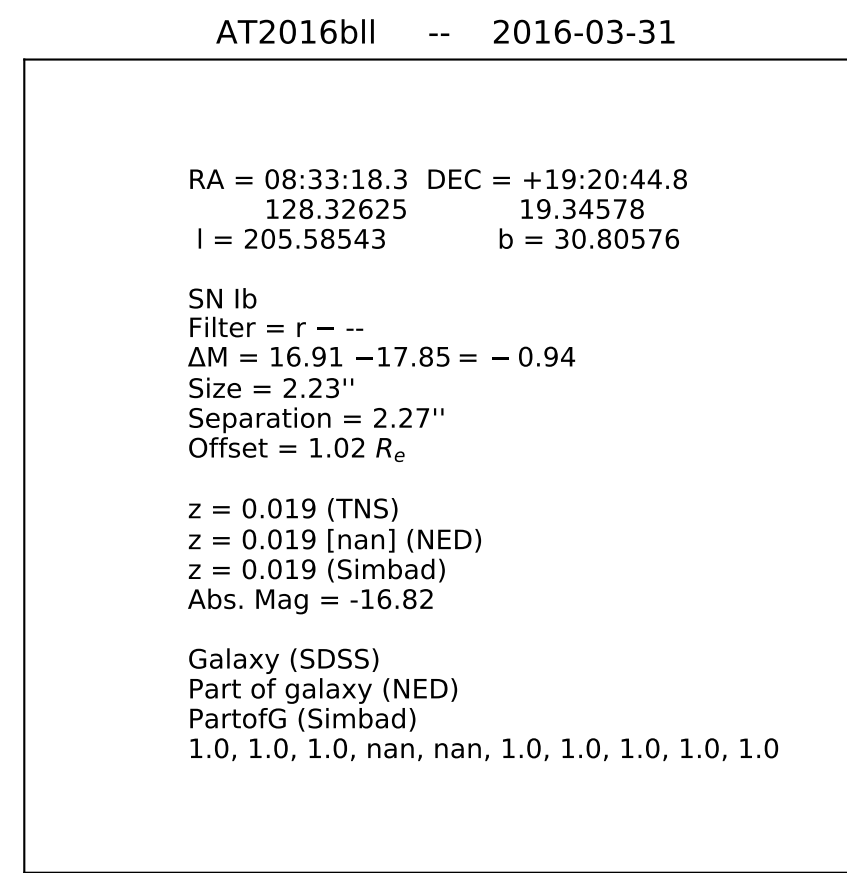 AT2016bll -- 2016-03-31
RA = 08:33:18.3 DEC = +19:20:44.8
128.32625 19.34578
l = 205.58543 b = 30.80576
SN Ib
Filter = r − --
ΔM = 16.91 −17.85 = − 0.94
Size = 2.23''
Separation = 2.27''
Offset = 1.02 Rₑ
z = 0.019 (TNS)
z = 0.019 [nan] (NED)
z = 0.019 (Simbad)
Abs. Mag = -16.82
Galaxy (SDSS)
Part of galaxy (NED)
PartofG (Simbad)
1.0, 1.0, 1.0, nan, nan, 1.0, 1.0, 1.0, 1.0, 1.0